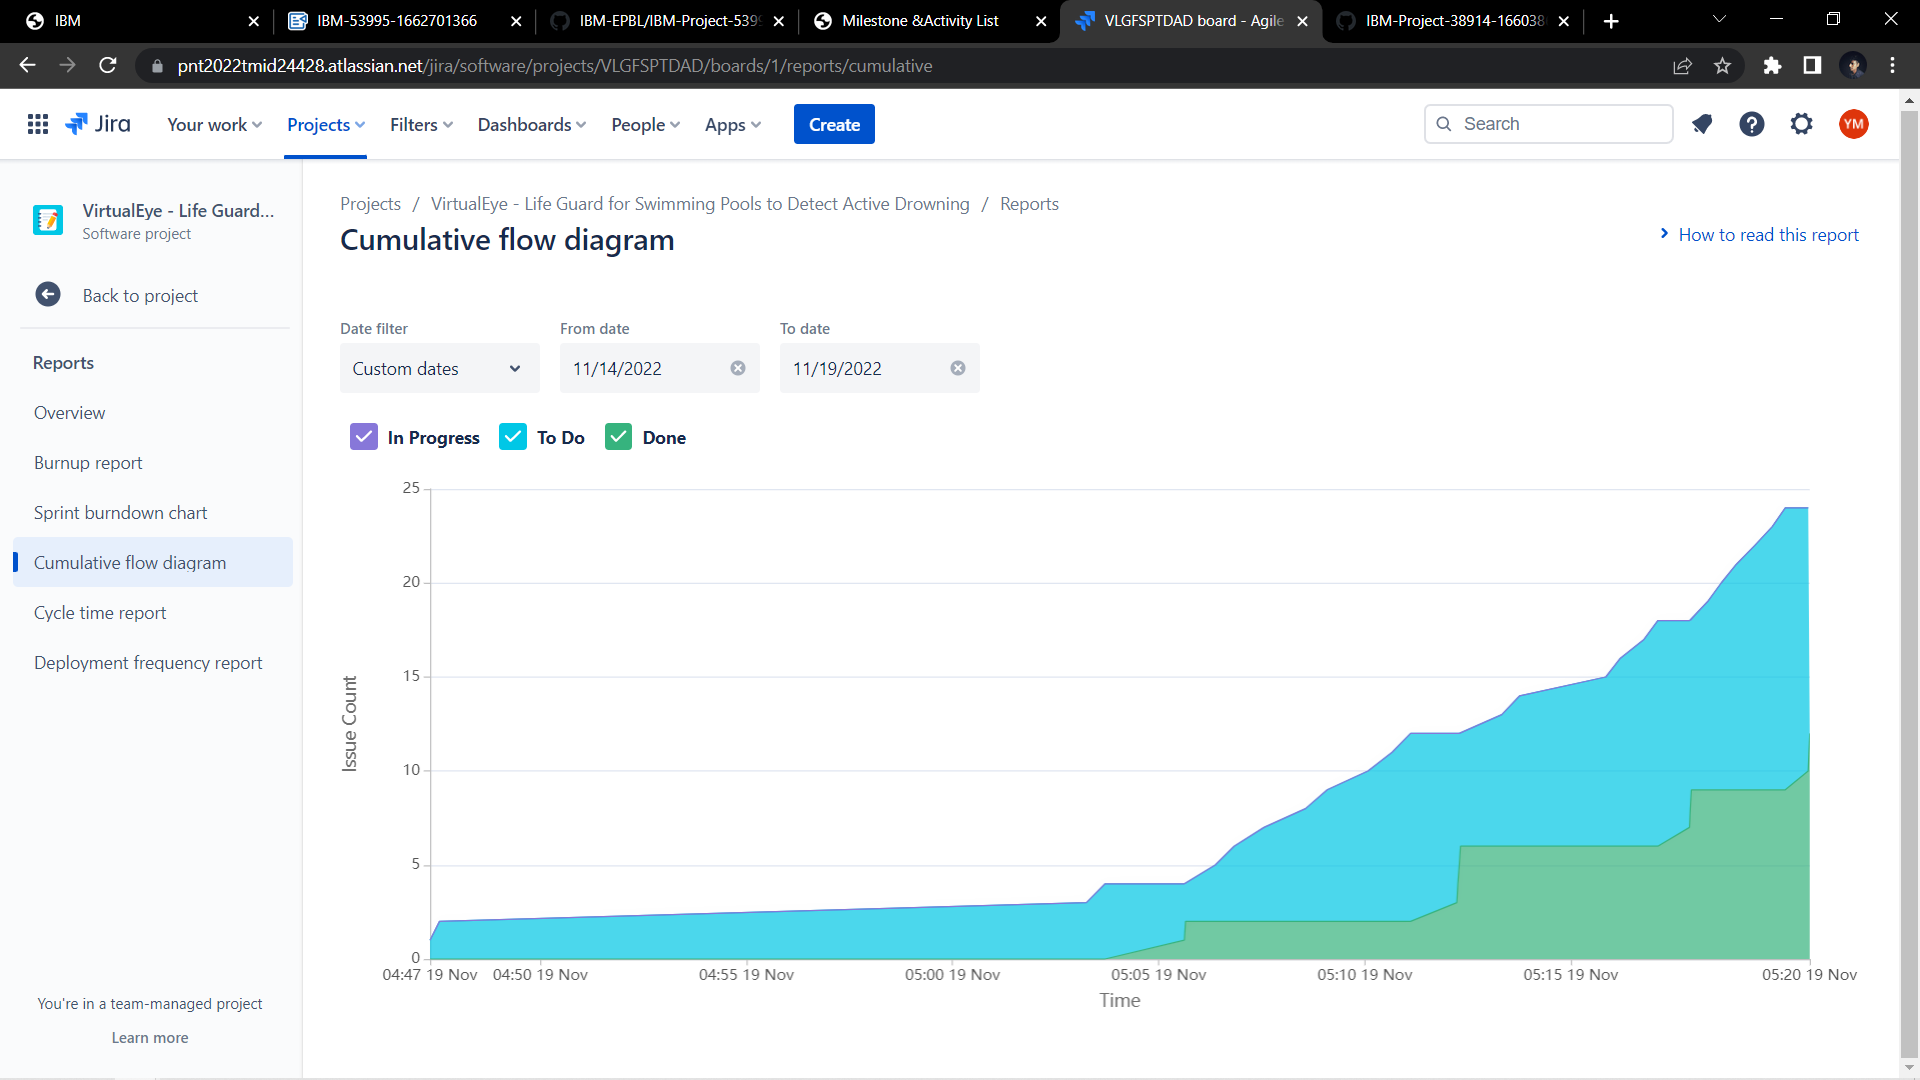 IBM
IBM-53995-1662701366
IBM-EPBL/IBM-Project-5399
Milestone &Activity List
VLGFSPTDAD board - Agile
IBM-Project-38914-166038
pnt2022tmid24428.atlassian.net/jira/software/projects/VLGFSPTDAD/boards/1/reports/cumulative
Jira
Your work
Projects
Filters
Dashboards
People
Apps
Create
Search
YM
VirtualEye - Life Guard...
Software project
Back to project
Reports
Overview
Burnup report
Sprint burndown chart
Cumulative flow diagram
Cycle time report
Deployment frequency report
You're in a team-managed project
Learn more
Projects / VirtualEye - Life Guard for Swimming Pools to Detect Active Drowning / Reports
Cumulative flow diagram
How to read this report
Date filter
From date
To date
Custom dates
11/14/2022
11/19/2022
In Progress
To Do
Done
25
20
15
10
5
0
Issue Count
04:47 19 Nov
04:50 19 Nov
04:55 19 Nov
05:00 19 Nov
05:05 19 Nov
05:10 19 Nov
05:15 19 Nov
05:20 19 Nov
Time